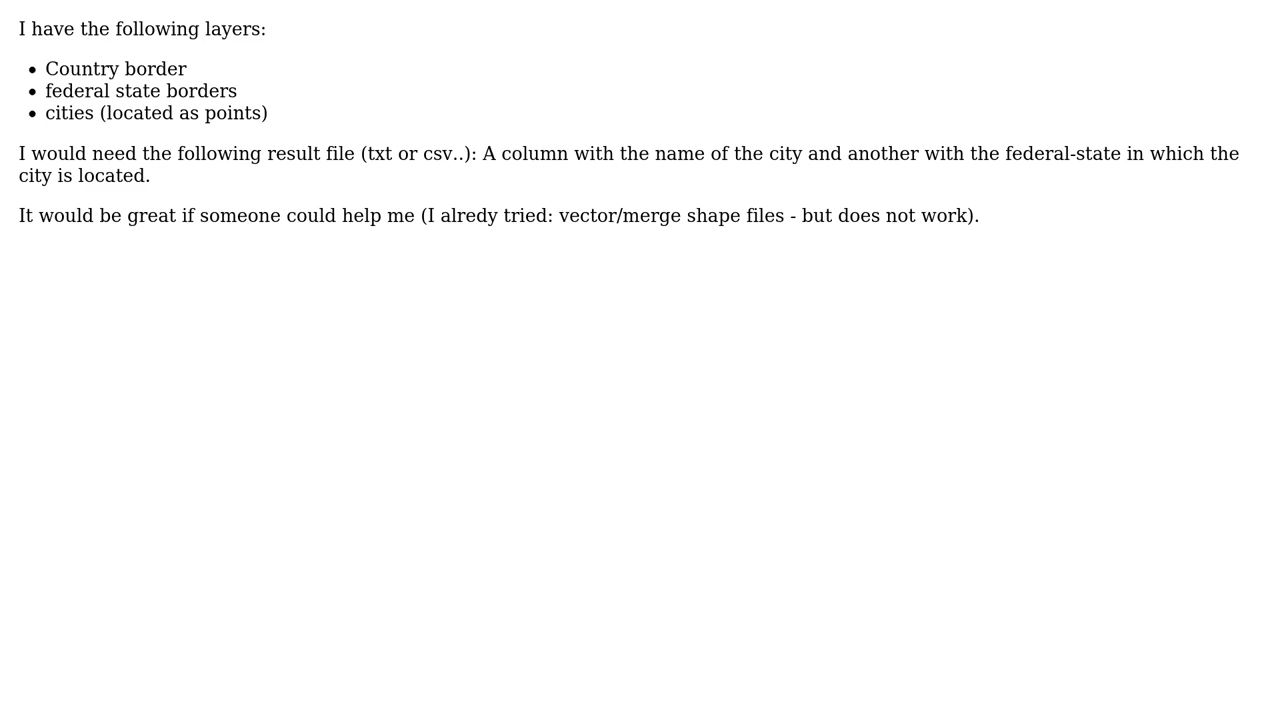 I have the following layers:
• Country border
• federal state borders
• cities (located as points)
I would need the following result file (txt or csv..): A column with the name of the city and another with the federal-state in which the
city is located.
It would be great if someone could help me (I alredy tried: vector/merge shape files - but does not work).